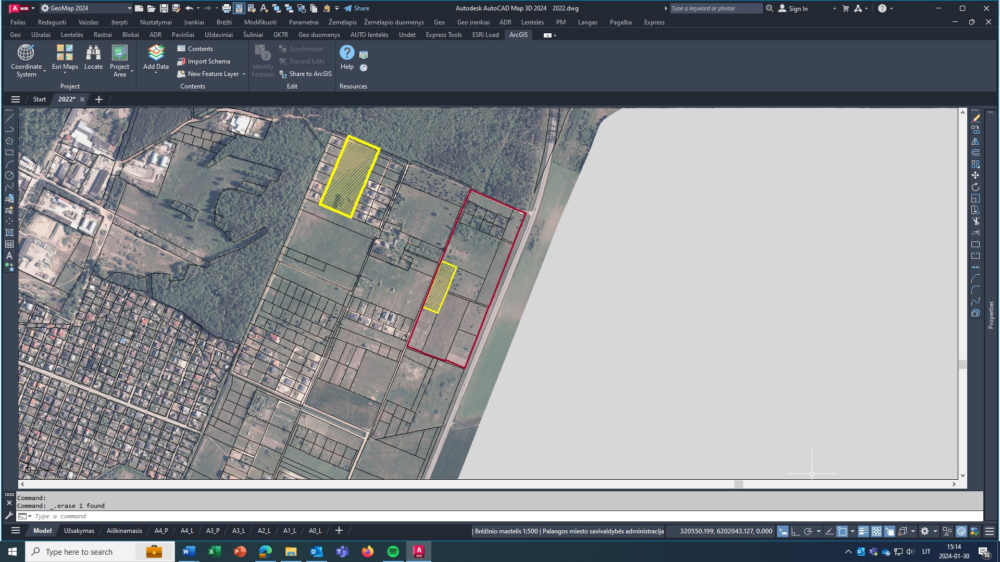 GeoMap 2024
Share
Autodesk AutoCAD Map 3D 2024 2022.dwg
Type a keyword or phrase
Sign In
Failas Redaguoti Vaizdas Įterpti Nustatymai Įrankiai Brėžti Modifikuoti Parametrai Žemėlapis Žemėlapio duomenys Geo Geo įrankiai ADR Lentelės PM Langas Pagalba Express
Geo Užrašai Lentelės Rastrai Blokai ADR Paviršiai Uždaviniai Šuliniai GKTR Geo duomenys AUTO lentelės Undet Express Tools ESRI Load ArcGIS
Coordinate System
Esri Maps
Locate
Project Area
Project
Add Data
Contents
Import Schema
New Feature Layer
Contents
Identify Features
Synchronize
Discard Edits
Share to ArcGIS
Edit
Help
Resources
Start 2022*
Properties
Command:
Command: _.erase 1 found
Type a command
Model Užsakymas Aiškinamasis A4_P A4_L A3_P A3_L A2_L A1_L A0_L
| Brėžinio mastelis 1:500 | Palangos miesto savivaldybės administracija
320550.199, 6202043.127, 0.000
Type here to search
LIT
15:14
2024-01-30
18